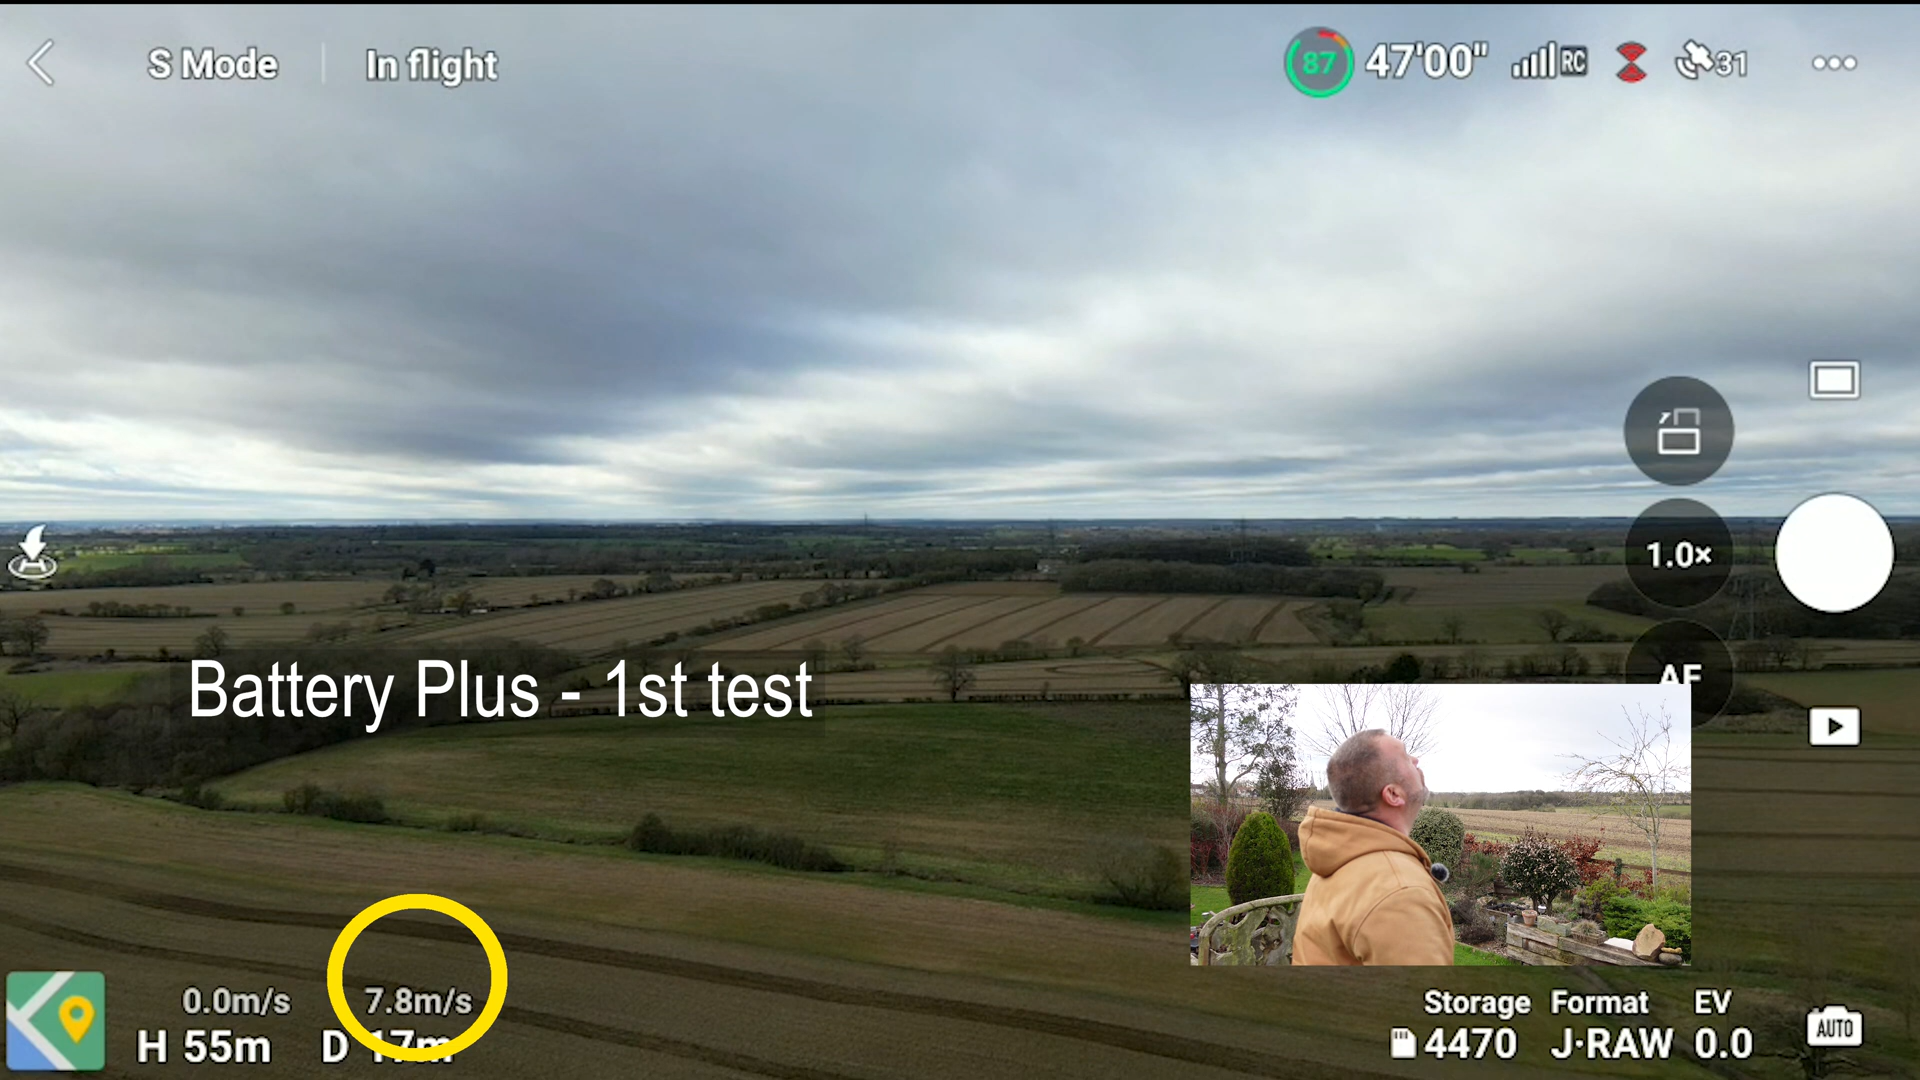 S Mode
In flight
87
47'00"
RC
31
1.0×
AF
Battery Plus - 1st test
0.0m/s
7.8m/s
H 55m
D 17m
Storage Format EV
4470 J·RAW 0.0
AUTO